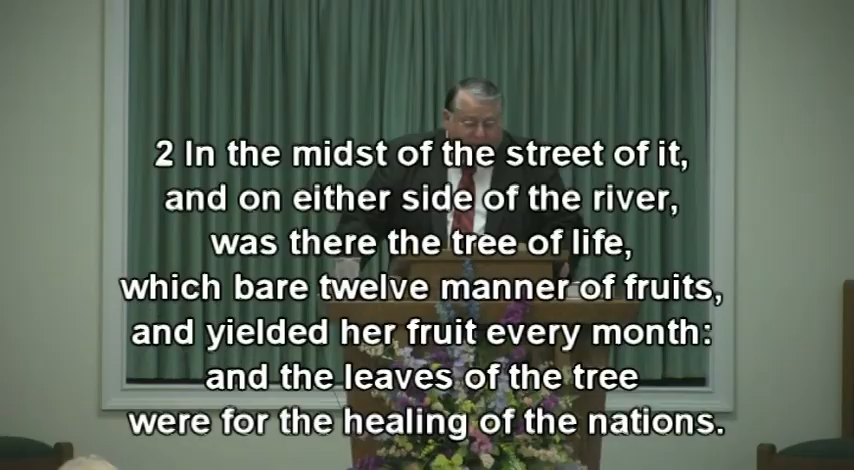 2 In the midst of the street of it,
and on either side of the river,
was there the tree of life,
which bare twelve manner of fruits,
and yielded her fruit every month:
and the leaves of the tree
were for the healing of the nations.